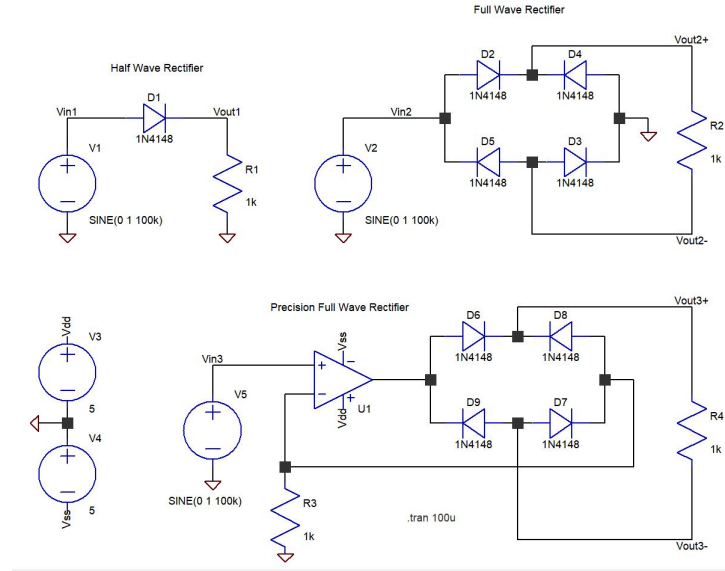 Full Wave Rectifier
Vout2+
D2
D4
Half Wave Rectifier
1N4148
1N4148
Vin1
D1
Vout1
Vin2
1N4148
R2
V1
V2
D5
D3
1k
R1
1N4148
1N4148
1k
SINE(0 1 100k)
SINE(0 1 100k)
Vout2-
Precision Full Wave Rectifier
Vout3+
Vdd
V3
D6
D8
Vss
1N4148
1N4148
Vin3
V5
5
Vdd
U1
D9
D7
R4
V4
1N4148
1N4148
1k
SINE(0 1 100k)
R3
Vss
5
.tran 100u
1k
Vout3-